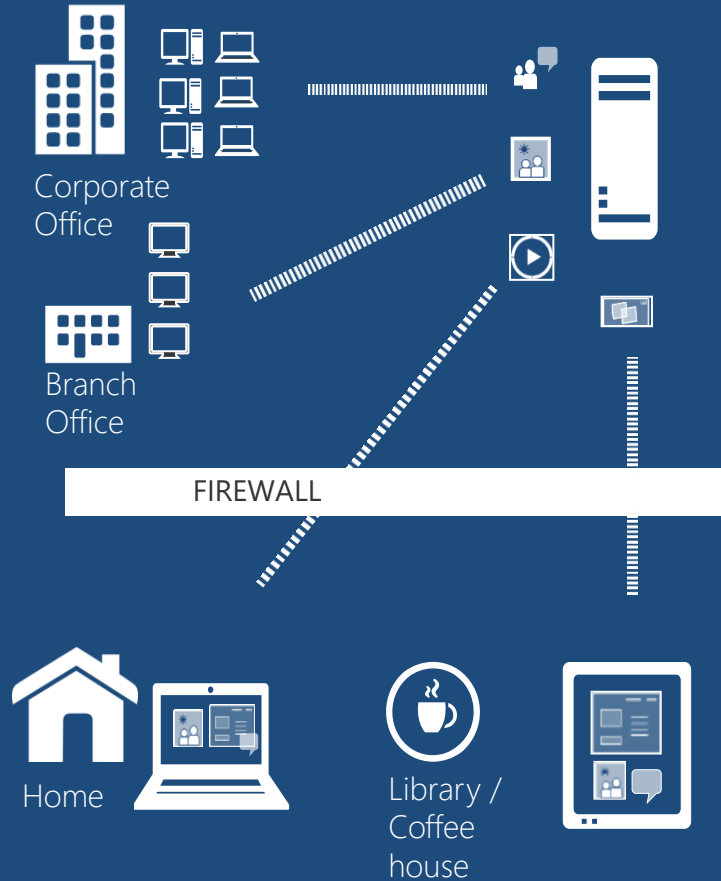 Corporate
Office
Branch
Office
FIREWALL
Home
Library /
Coffee
house